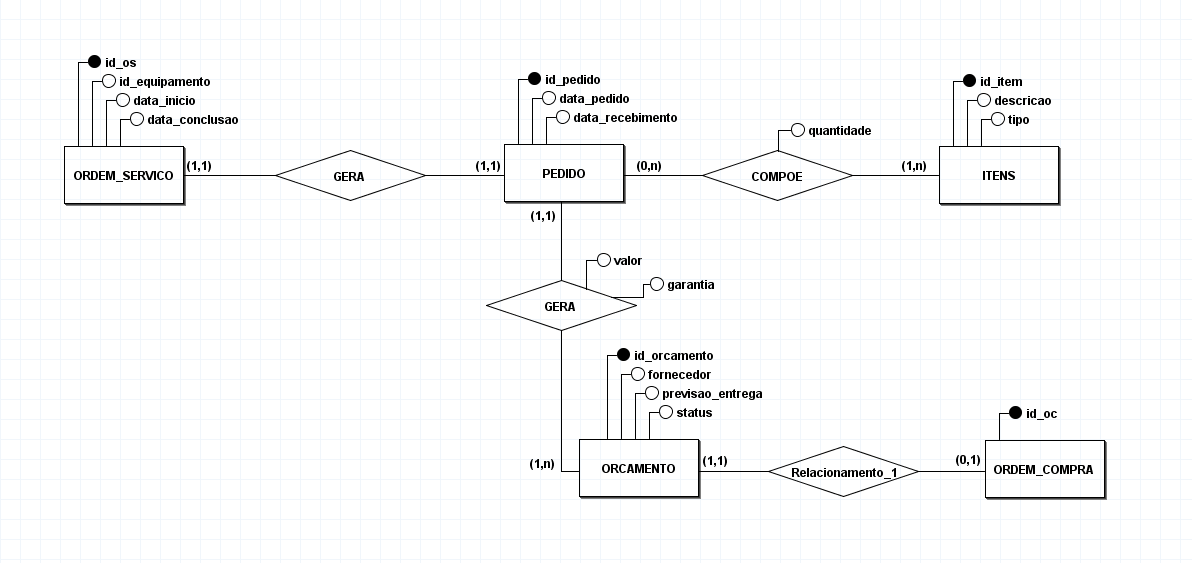 id_os
id_equipamento
data_inicio
data_conclusao
ORDEM_SERVICO
(1,1)
GERA
(1,1)
id_pedido
data_pedido
data_recebimento
PEDIDO
(0,n)
quantidade
COMPOE
(1,n)
id_item
descricao
tipo
ITENS
(1,1)
valor
garantia
GERA
(1,n)
id_orcamento
fornecedor
previsao_entrega
status
ORCAMENTO
(1,1)
Relacionamento_1
(0,1)
id_oc
ORDEM_COMPRA